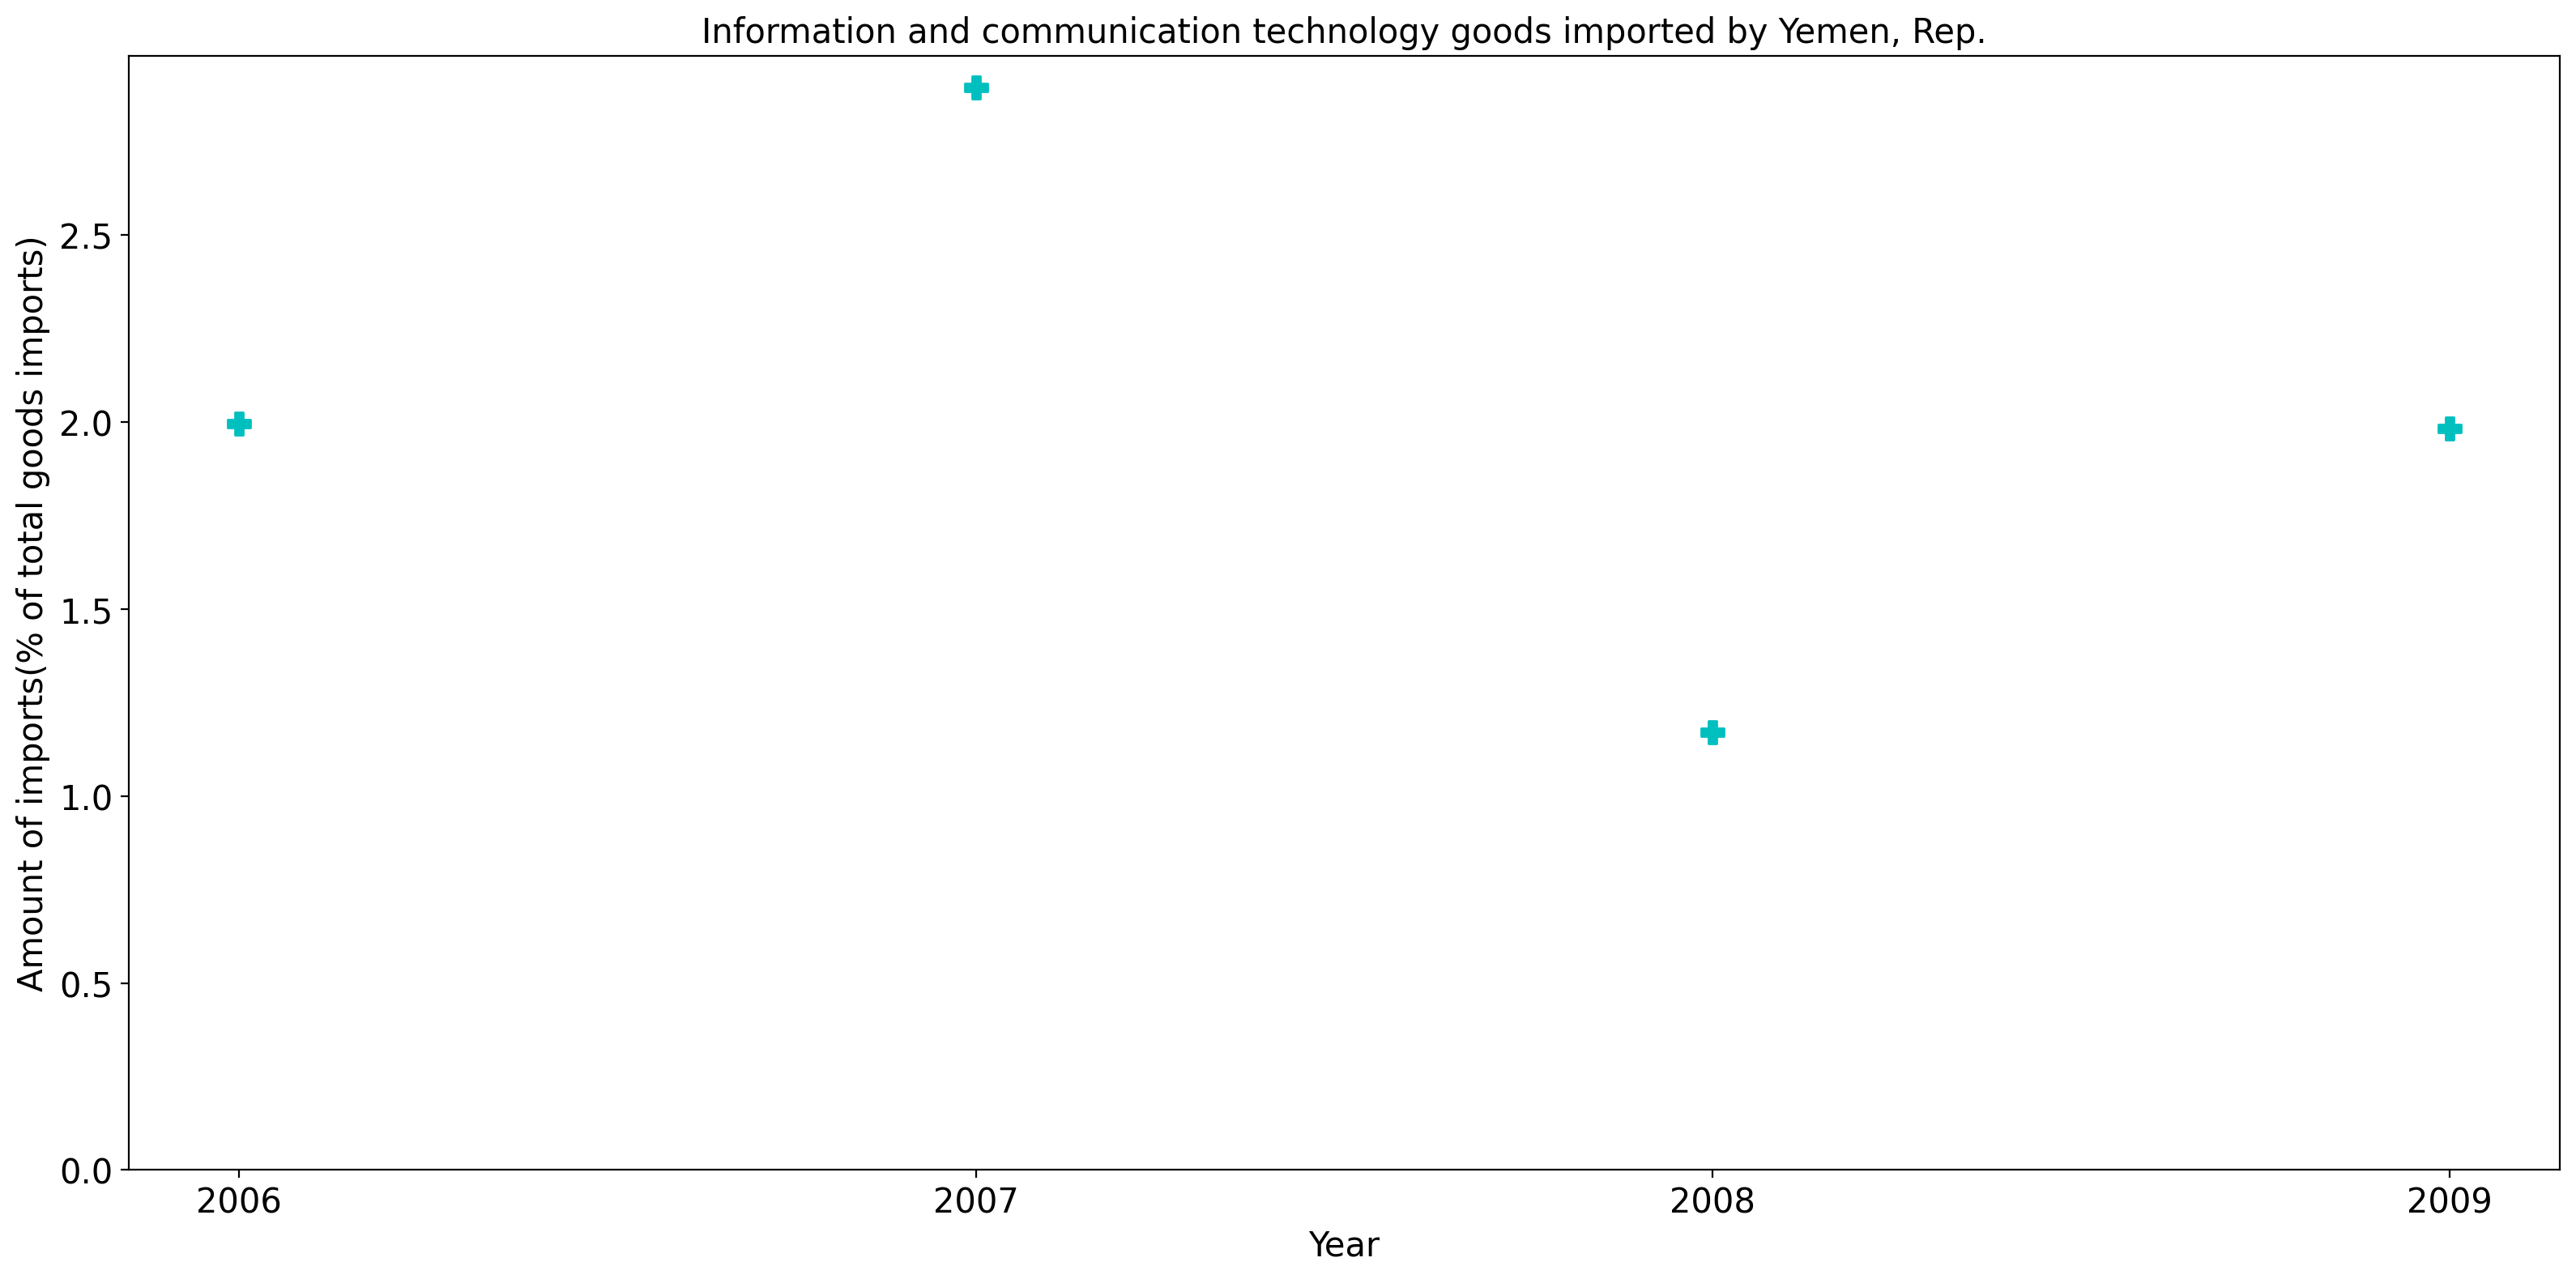 Information and communication technology goods imported by Yemen, Rep.
Amount of imports(% of total goods imports)
2.5
2.0
1.5
1.0
0.5
0.0
2006 2007 2008 2009
Year